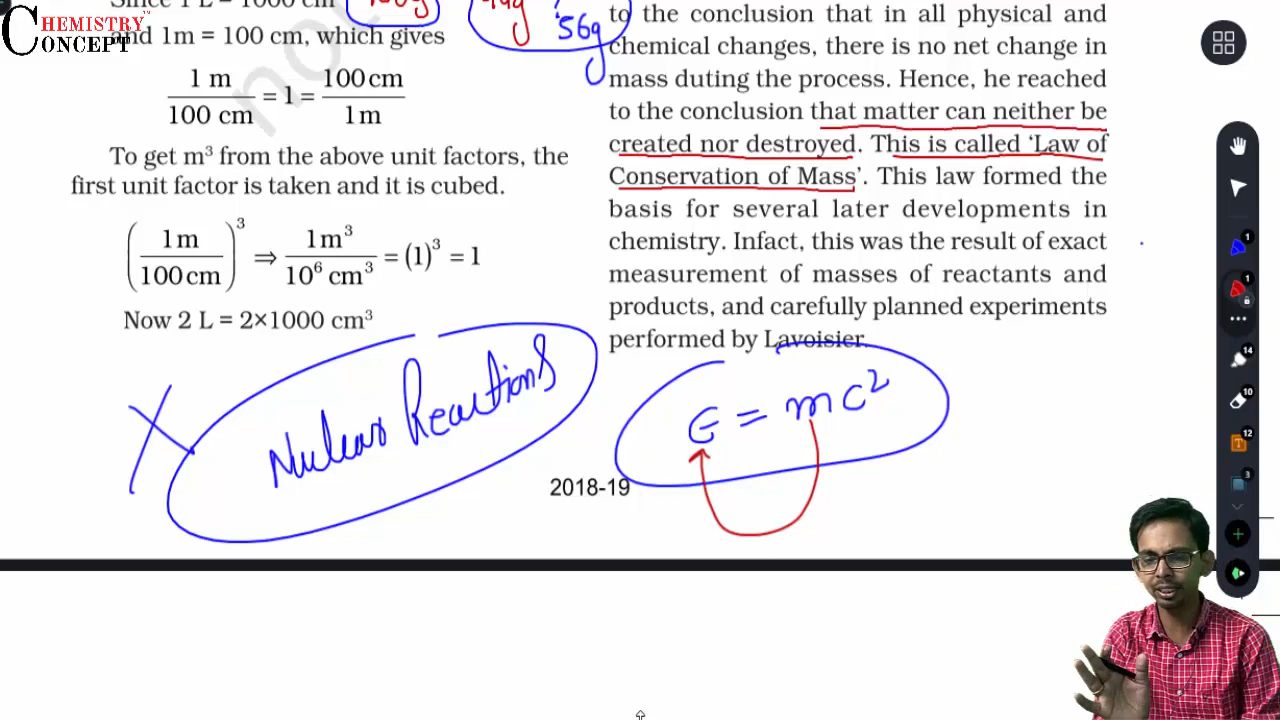 CHEMISTRY
CONCEPT
and 1m = 100 cm, which gives
1 m / 100 cm = 1 = 100 cm / 1 m
To get m³ from the above unit factors, the
first unit factor is taken and it is cubed.
(1 m / 100 cm)³ ⇒ 1 m³ / 10⁶ cm³ = (1)³ = 1
Now 2 L = 2×1000 cm³
Nuclear Reactions
56g
to the conclusion that in all physical and
chemical changes, there is no net change in
mass duting the process. Hence, he reached
to the conclusion that matter can neither be
created nor destroyed. This is called ‘Law of
Conservation of Mass’. This law formed the
basis for several later developments in
chemistry. Infact, this was the result of exact
measurement of masses of reactants and
products, and carefully planned experiments
performed by Lavoisier.
E = mc²
2018-19
1
1
14
10
12
3